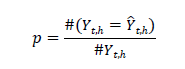 p = #(Y_{t,h} = Ŷ_{t,h}) / #Y_{t,h}